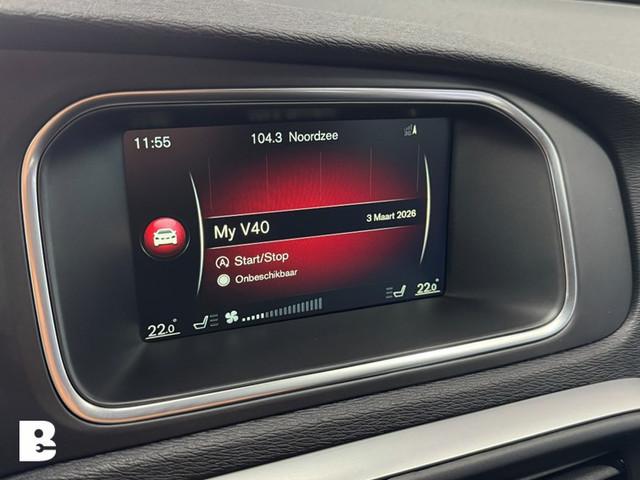 11:55
104.3 Noordzee
My V40
3 Maart 2026
Start/Stop
Onbeschikbaar
22.0°
22.0°
B